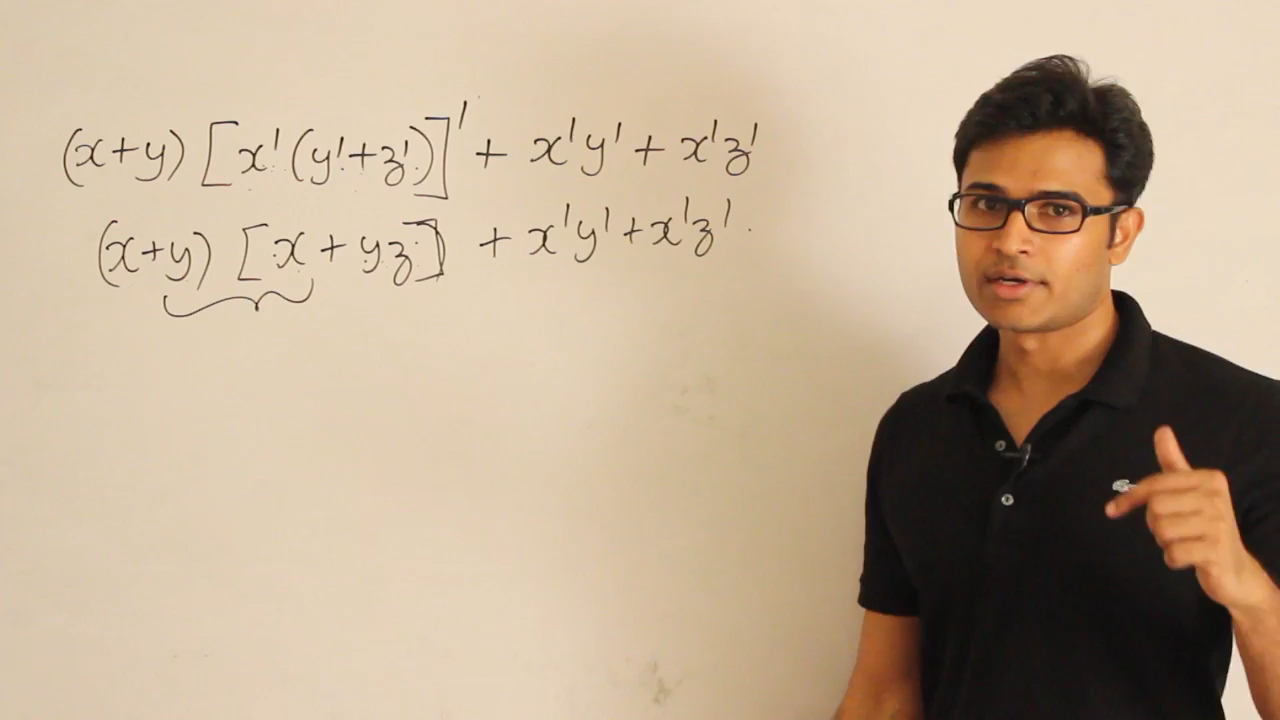 (x+y) [x'(y'+z')]' + x'y' + x'z'
(x+y) [x + yz] + x'y' + x'z'.